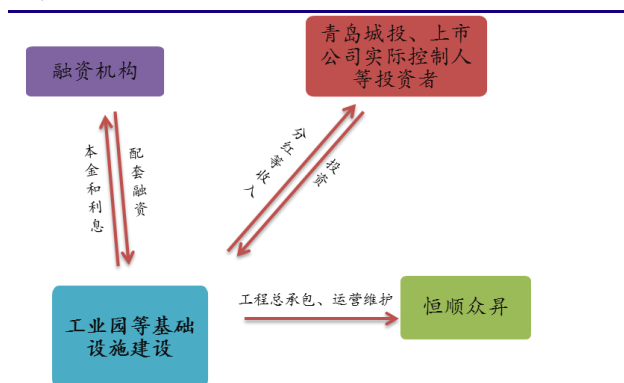 融资机构
青岛城投、上市
公司实际控制人
等投资者
本金和利息
配套融资
分红等收入
投资
工业园等基础
设施建设
工程总承包、运营维护
恒顺众昇